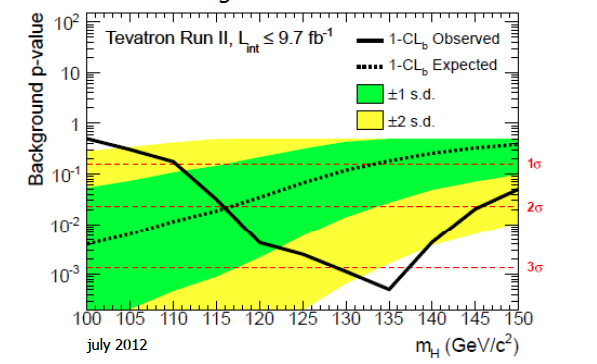 10²
Tevatron Run II, L_int ≤ 9.7 fb⁻¹
1-CL_b Observed
1-CL_b Expected
±1 s.d.
±2 s.d.
Background p-value
10
1
10⁻¹
10⁻²
10⁻³
1σ
2σ
3σ
100 105 110 115 120 125 130 135 140 145 150
july 2012
m_H (GeV/c²)